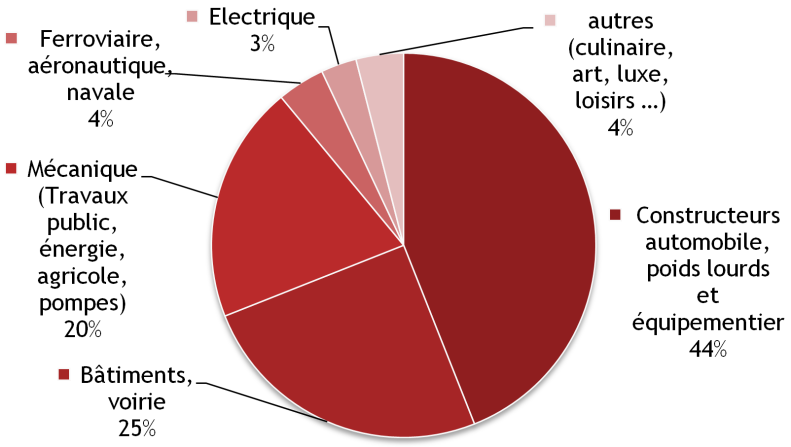 Electrique
3%
autres
(culinaire,
art, luxe,
loisirs ...)
4%
Ferroviaire,
aéronautique,
navale
4%
Mécanique
(Travaux
public,
énergie,
agricole,
pompes)
20%
Constructeurs
automobile,
poids lourds
et
équipementier
44%
Bâtiments,
voirie
25%